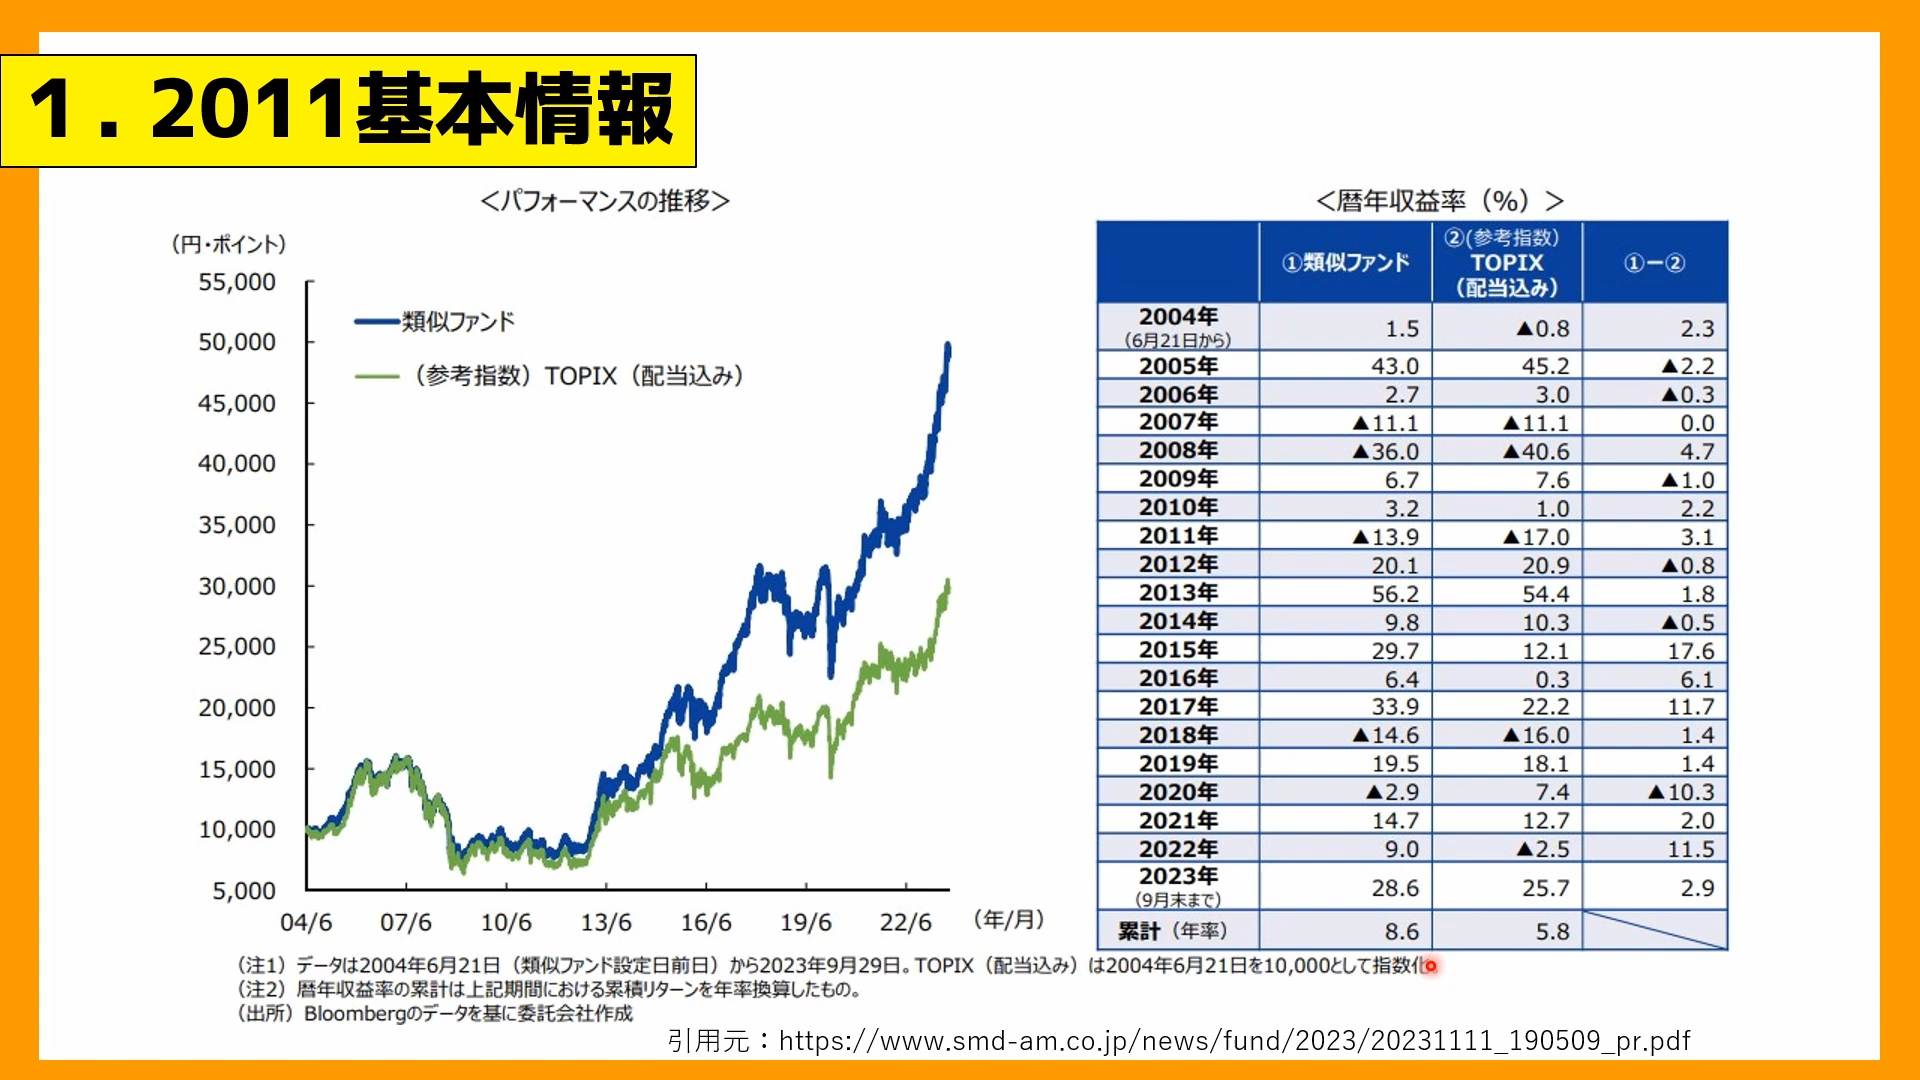 １. 2011基本情報
＜パフォーマンスの推移＞
（円・ポイント）
55,000
50,000
45,000
40,000
35,000
30,000
25,000
20,000
15,000
10,000
5,000
類似ファンド
（参考指数）TOPIX（配当込み）
04/6 07/6 10/6 13/6 16/6 19/6 22/6 （年/月）
＜暦年収益率（%）＞
①類似ファンド ②(参考指数) TOPIX （配当込み） ①－②
2004年 （6月21日から） 1.5 ▲0.8 2.3
2005年 43.0 45.2 ▲2.2
2006年 2.7 3.0 ▲0.3
2007年 ▲11.1 ▲11.1 0.0
2008年 ▲36.0 ▲40.6 4.7
2009年 6.7 7.6 ▲1.0
2010年 3.2 1.0 2.2
2011年 ▲13.9 ▲17.0 3.1
2012年 20.1 20.9 ▲0.8
2013年 56.2 54.4 1.8
2014年 9.8 10.3 ▲0.5
2015年 29.7 12.1 17.6
2016年 6.4 0.3 6.1
2017年 33.9 22.2 11.7
2018年 ▲14.6 ▲16.0 1.4
2019年 19.5 18.1 1.4
2020年 ▲2.9 7.4 ▲10.3
2021年 14.7 12.7 2.0
2022年 9.0 ▲2.5 11.5
2023年 （9月末まで） 28.6 25.7 2.9
累計（年率） 8.6 5.8
（注1）データは2004年6月21日（類似ファンド設定日前日）から2023年9月29日。TOPIX（配当込み）は2004年6月21日を10,000として指数化
（注2）暦年収益率の累計は上記期間における累積リターンを年率換算したもの。
（出所）Bloombergのデータを基に委託会社作成
引用元：https://www.smd-am.co.jp/news/fund/2023/20231111_190509_pr.pdf